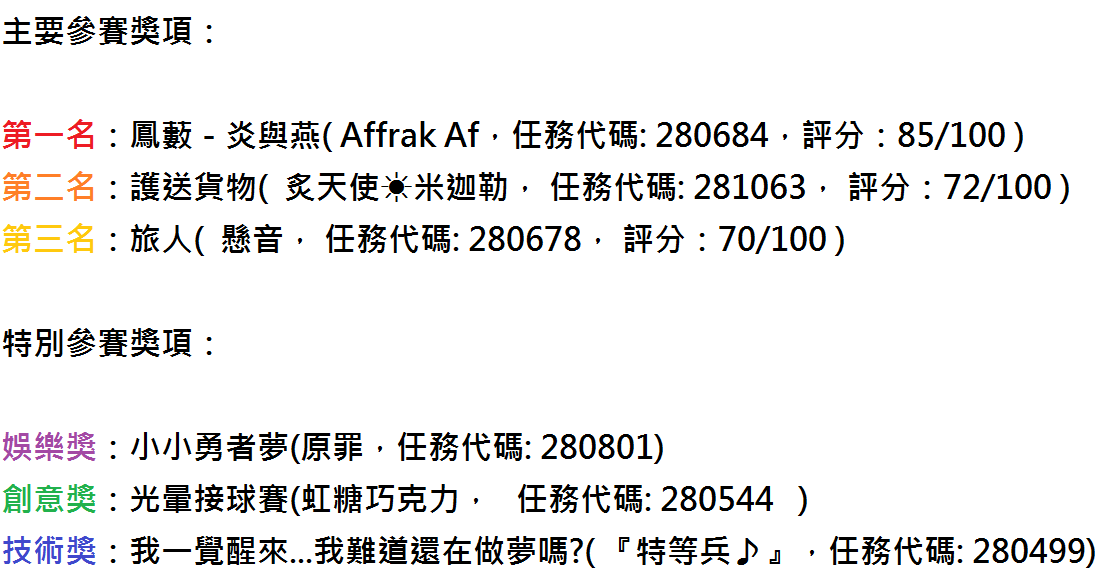 主要參賽獎項：
第一名：鳳藪 - 炎與燕( Affrak Af，任務代碼: 280684，評分：85/100 )
第二名：護送貨物( 炙天使☀米迦勒， 任務代碼: 281063， 評分：72/100 )
第三名：旅人( 懸音， 任務代碼: 280678， 評分：70/100 )
特別參賽獎項：
娛樂獎：小小勇者夢(原罪，任務代碼: 280801)
創意獎：光暈接球賽(虹糖巧克力， 任務代碼: 280544 )
技術獎：我一覺醒來...我難道還在做夢嗎?( 『特等兵♪』，任務代碼: 280499)